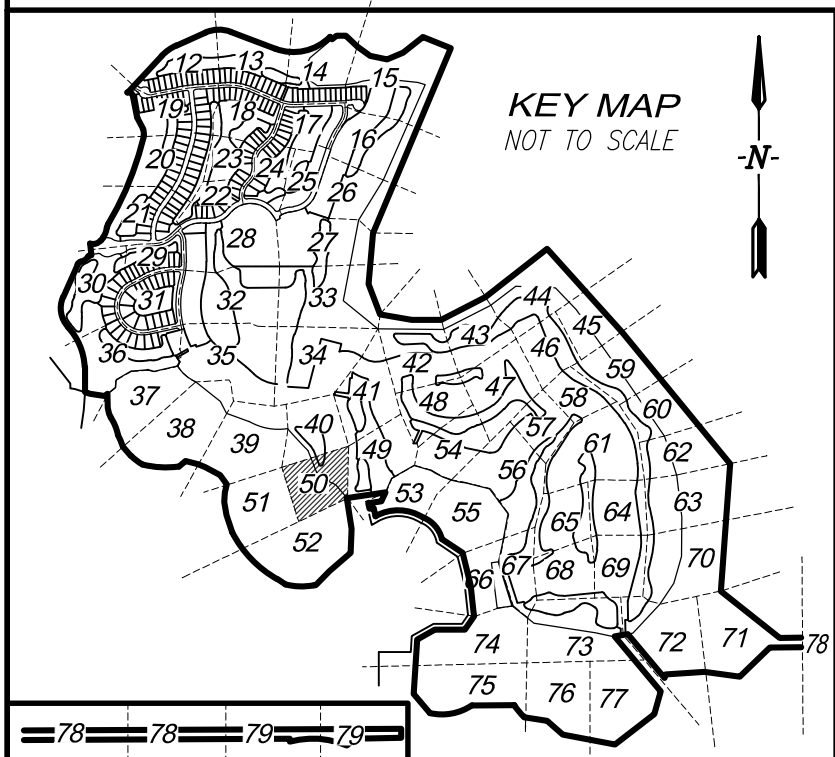 KEY MAP
NOT TO SCALE
-N-
12 13 14 15
19 18 17 16
20 23 24 25 26
21 22
28 27
29
30 31 32 33
36 35 34
37
38 39 40 41
42 43 44 45
46 47 48
49 50 51 52
53 54 55 56
57 58 59 60
61 62 63 64
65 66 67 68
69 70 71 72
73 74 75 76
77 78
78 78 79 79